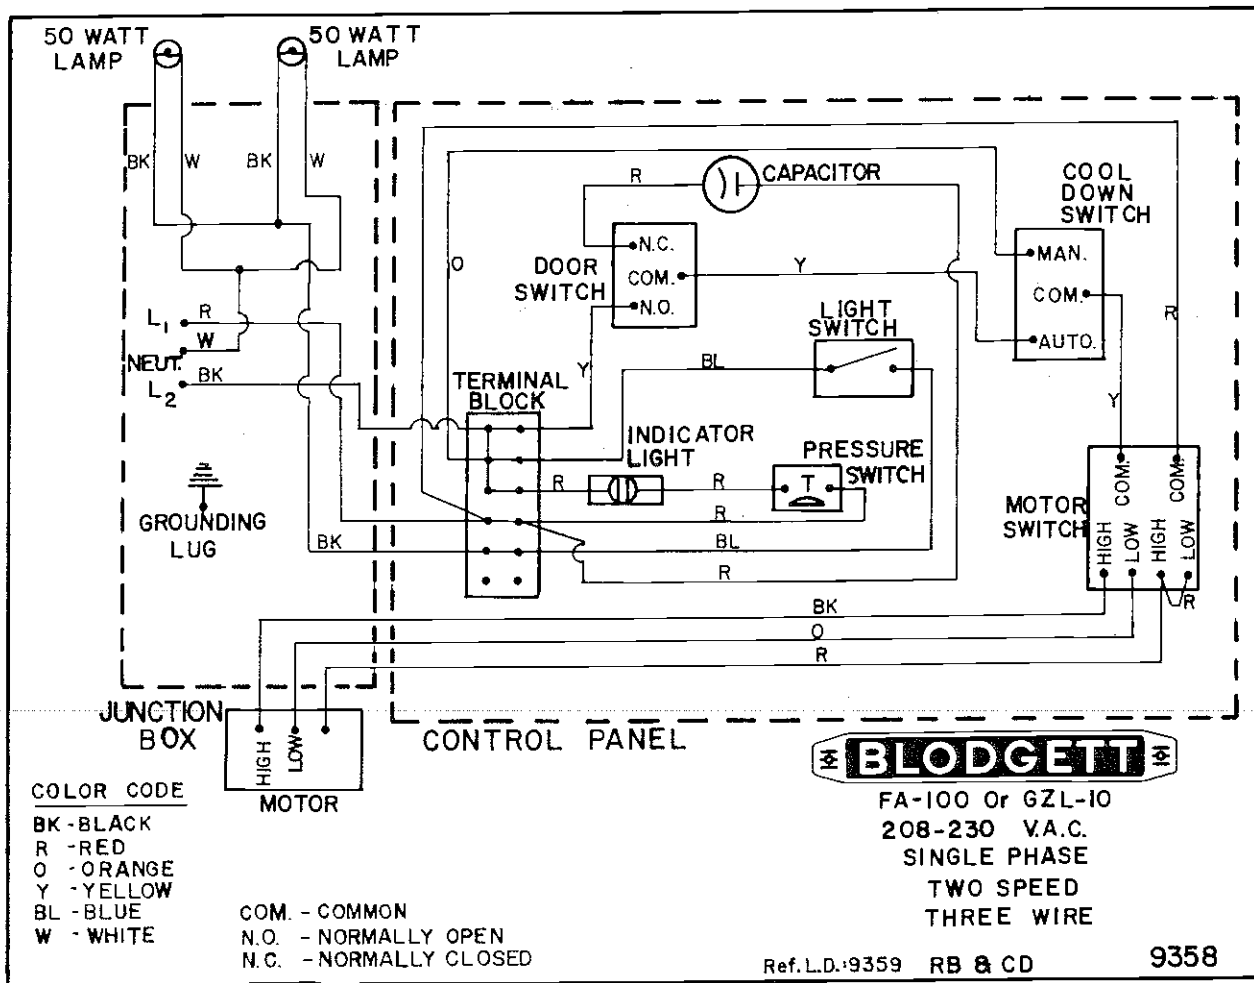 50 WATT
LAMP
50 WATT
LAMP
BK
W
BK
W
R
CAPACITOR
COOL
DOWN
SWITCH
N.C.
COM.
N.O.
DOOR
SWITCH
O
Y
MAN.
COM.
AUTO.
L1
R
W
NEUT.
L2
BK
LIGHT
SWITCH
R
Y
BL
Y
TERMINAL
BLOCK
INDICATOR
LIGHT
PRESSURE
SWITCH
T
R
R
R
BL
R
BK
GROUNDING
LUG
MOTOR
SWITCH
COM.
COM.
HIGH
LOW
HIGH
LOW
R
BK
O
R
JUNCTION
BOX
CONTROL PANEL
HIGH
LOW
MOTOR
BLODGETT
FA-100 Or GZL-10
208-230 V.A.C.
SINGLE PHASE
TWO SPEED
THREE WIRE
COLOR CODE
BK -BLACK
R -RED
O -ORANGE
Y -YELLOW
BL -BLUE
W -WHITE
COM. - COMMON
N.O. - NORMALLY OPEN
N.C. - NORMALLY CLOSED
Ref. L.D.:9359 RB & CD 9358